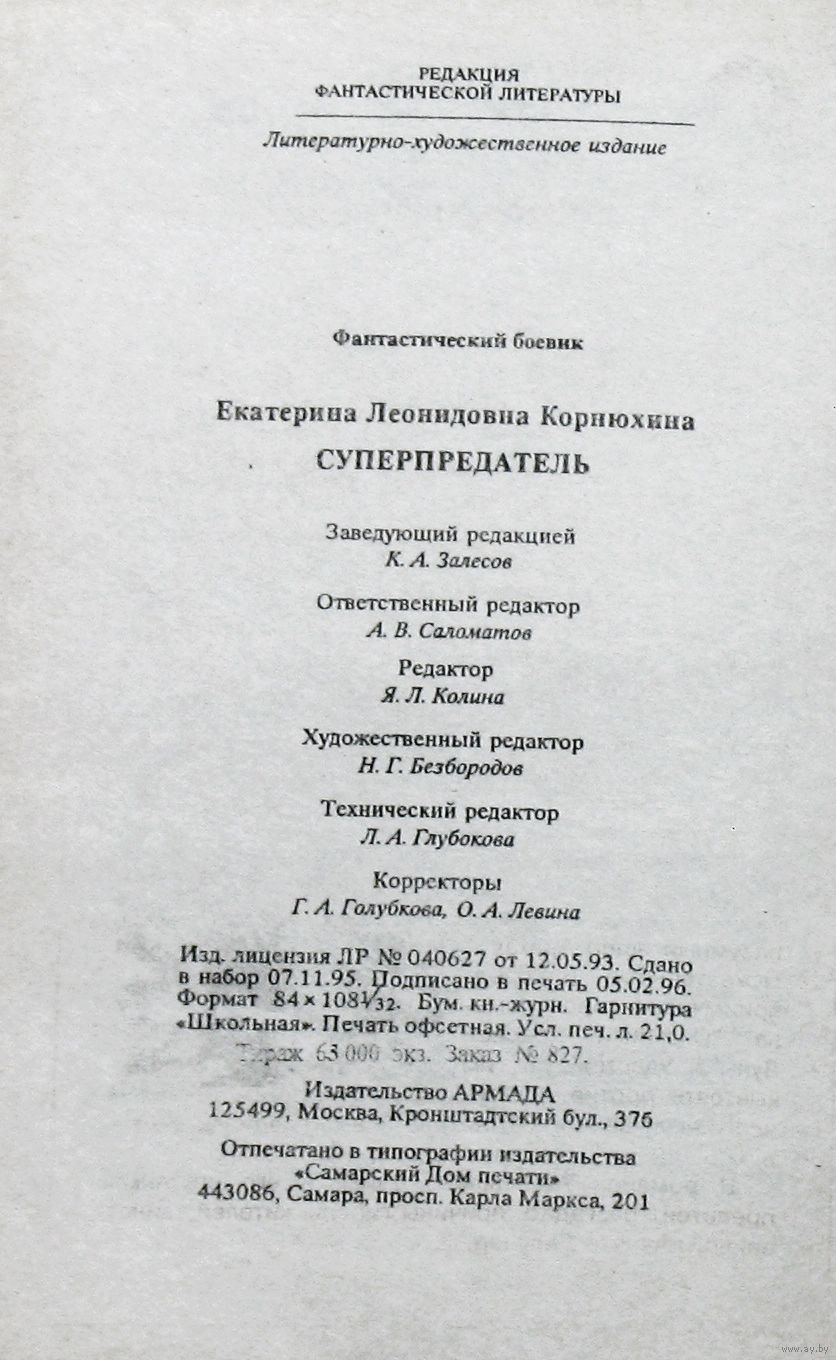 РЕДАКЦИЯ
ФАНТАСТИЧЕСКОЙ ЛИТЕРАТУРЫ
Литературно-художественное издание
Фантастический боевик
Екатерина Леонидовна Корнюхина
СУПЕРПРЕДАТЕЛЬ
Заведующий редакцией
К. А. Залесов
Ответственный редактор
А. В. Саломатов
Редактор
Я. Л. Колина
Художественный редактор
Н. Г. Безбородов
Технический редактор
Л. А. Глубокова
Корректоры
Г. А. Голубкова, О. А. Левина
Изд. лицензия ЛР № 040627 от 12.05.93. Сдано
в набор 07.11.95. Подписано в печать 05.02.96.
Формат 84 × 108 1/32. Бум. кн.-журн. Гарнитура
«Школьная». Печать офсетная. Усл. печ. л. 21,0.
Тираж 65 000 экз. Заказ № 827.
Издательство АРМАДА
125499, Москва, Кронштадтский бул., 37б
Отпечатано в типографии издательства
«Самарский Дом печати»
443086, Самара, просп. Карла Маркса, 201
www.ay.by